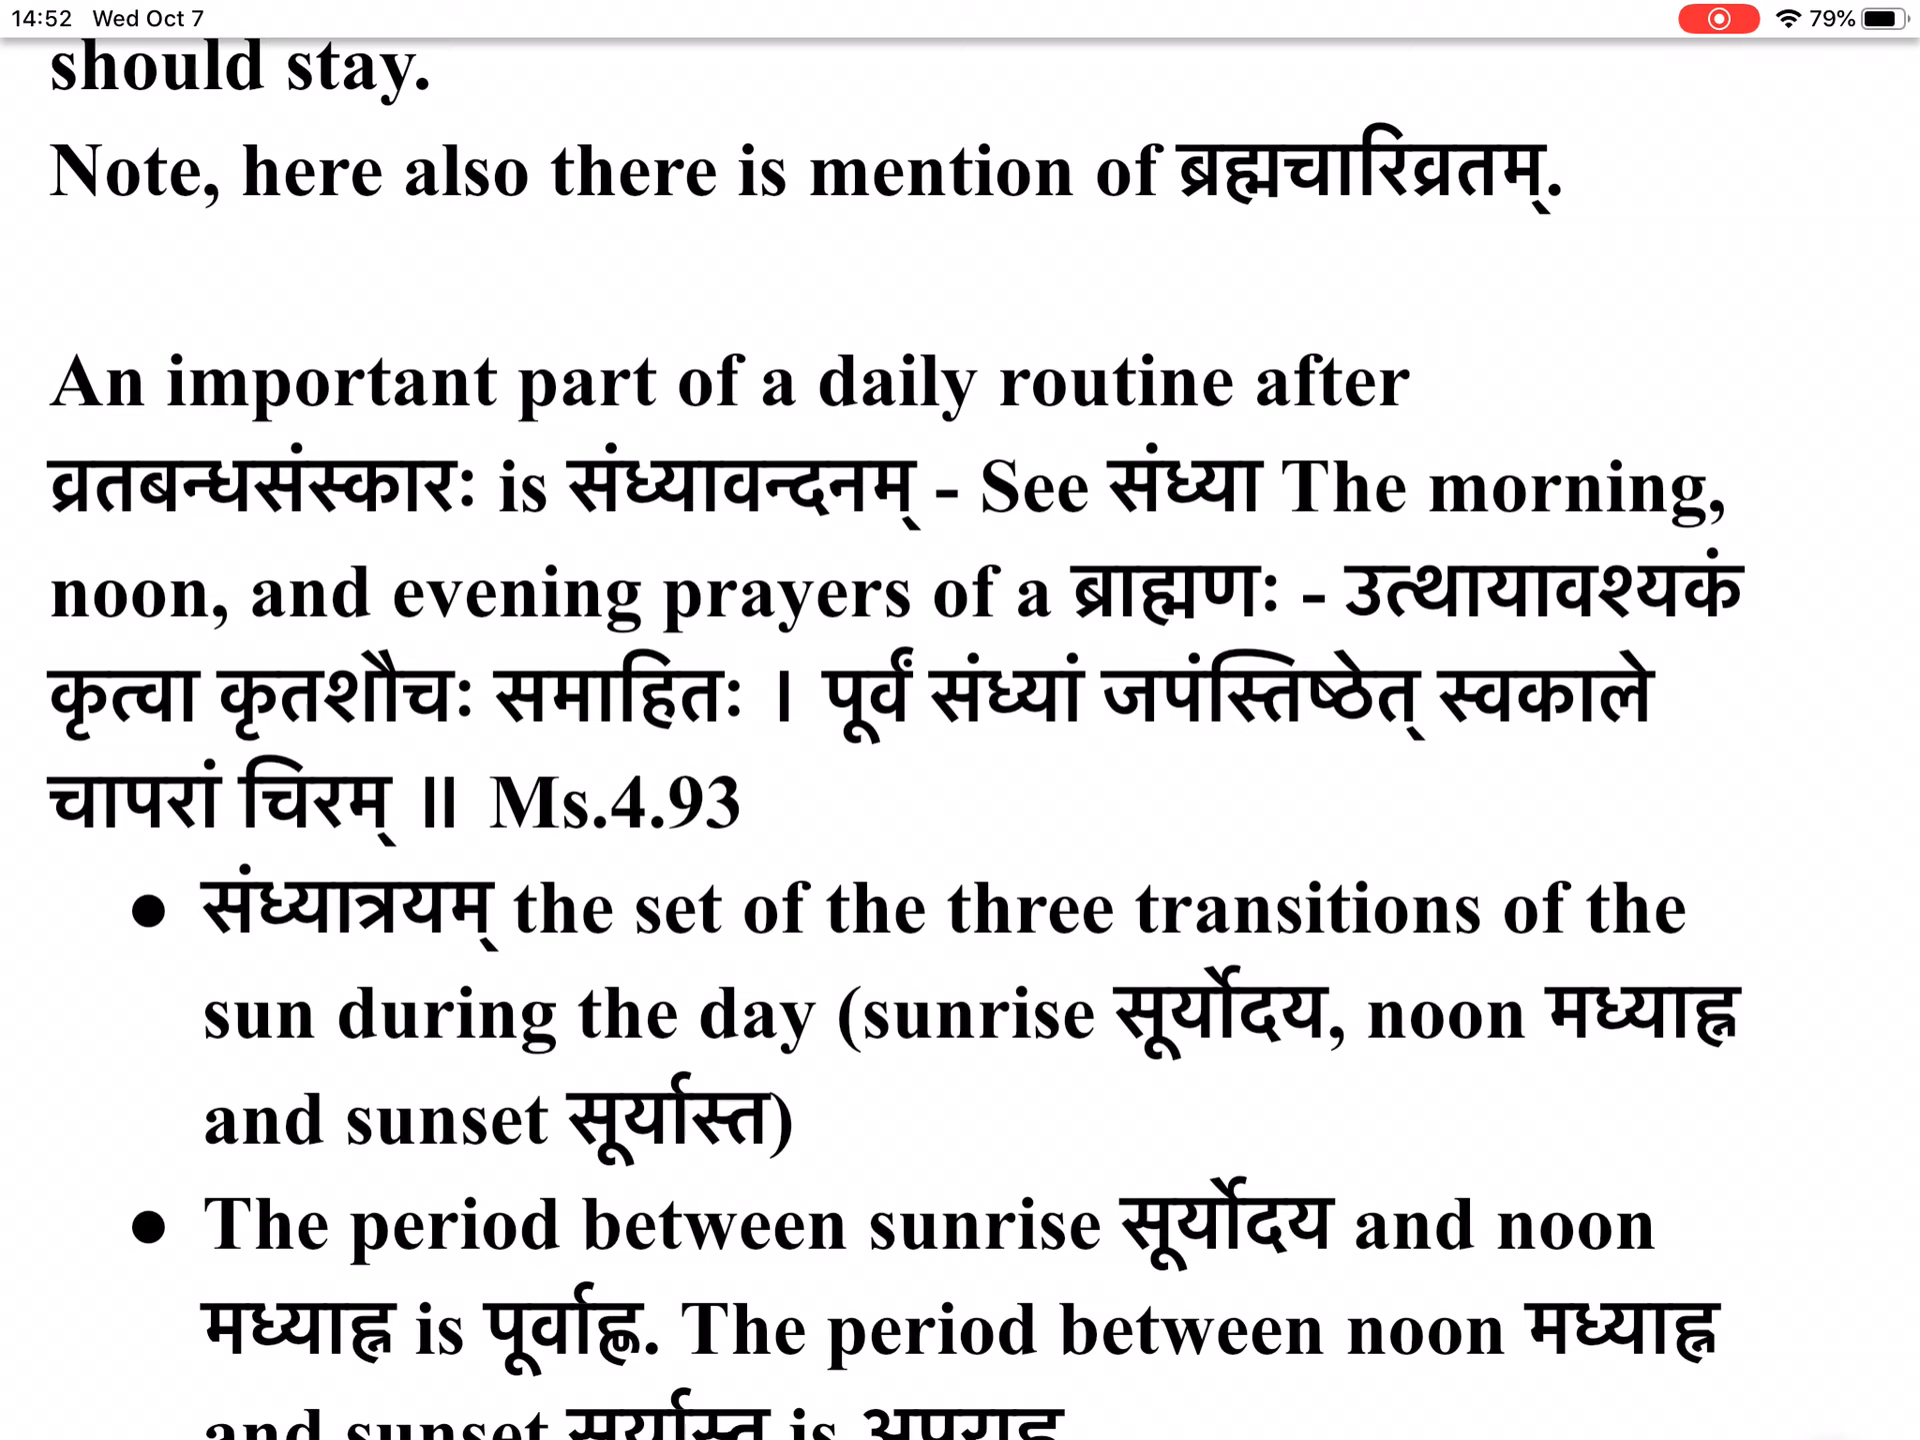 14:52 Wed Oct 7 79%
should stay.
Note, here also there is mention of ब्रह्मचारिव्रतम्.
An important part of a daily routine after
व्रतबन्धसंस्कारः is संध्यावन्दनम् - See संध्या The morning,
noon, and evening prayers of a ब्राह्मणः - उत्थायावश्यकं
कृत्वा कृतशौचः समाहितः । पूर्वं संध्यां जपंस्तिष्ठेत् स्वकाले
चापरां चिरम् ॥ Ms.4.93
● संध्यात्रयम् the set of the three transitions of the
sun during the day (sunrise सूर्योदय, noon मध्याह्न
and sunset सूर्यास्त)
● The period between sunrise सूर्योदय and noon
मध्याह्न is पूर्वाह्ण. The period between noon मध्याह्न
and sunset सूर्यास्त is